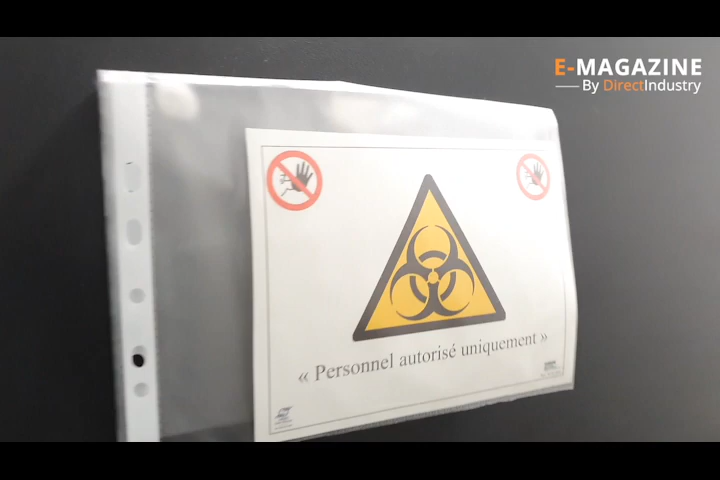 E-MAGAZINE
By DirectIndustry
« Personnel autorisé uniquement »